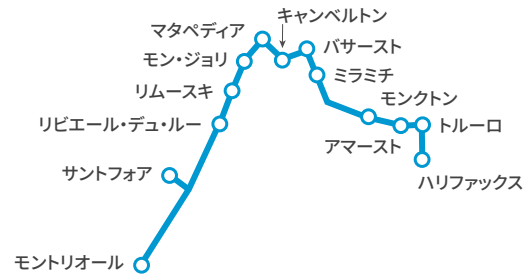 キャンベルトン
マタペディア
バサースト
モン・ジョリ
ミラミチ
リムースキ
モンクトン
リビエール・デュ・ルー
トルーロ
アマースト
サントフォア
ハリファックス
モントリオール